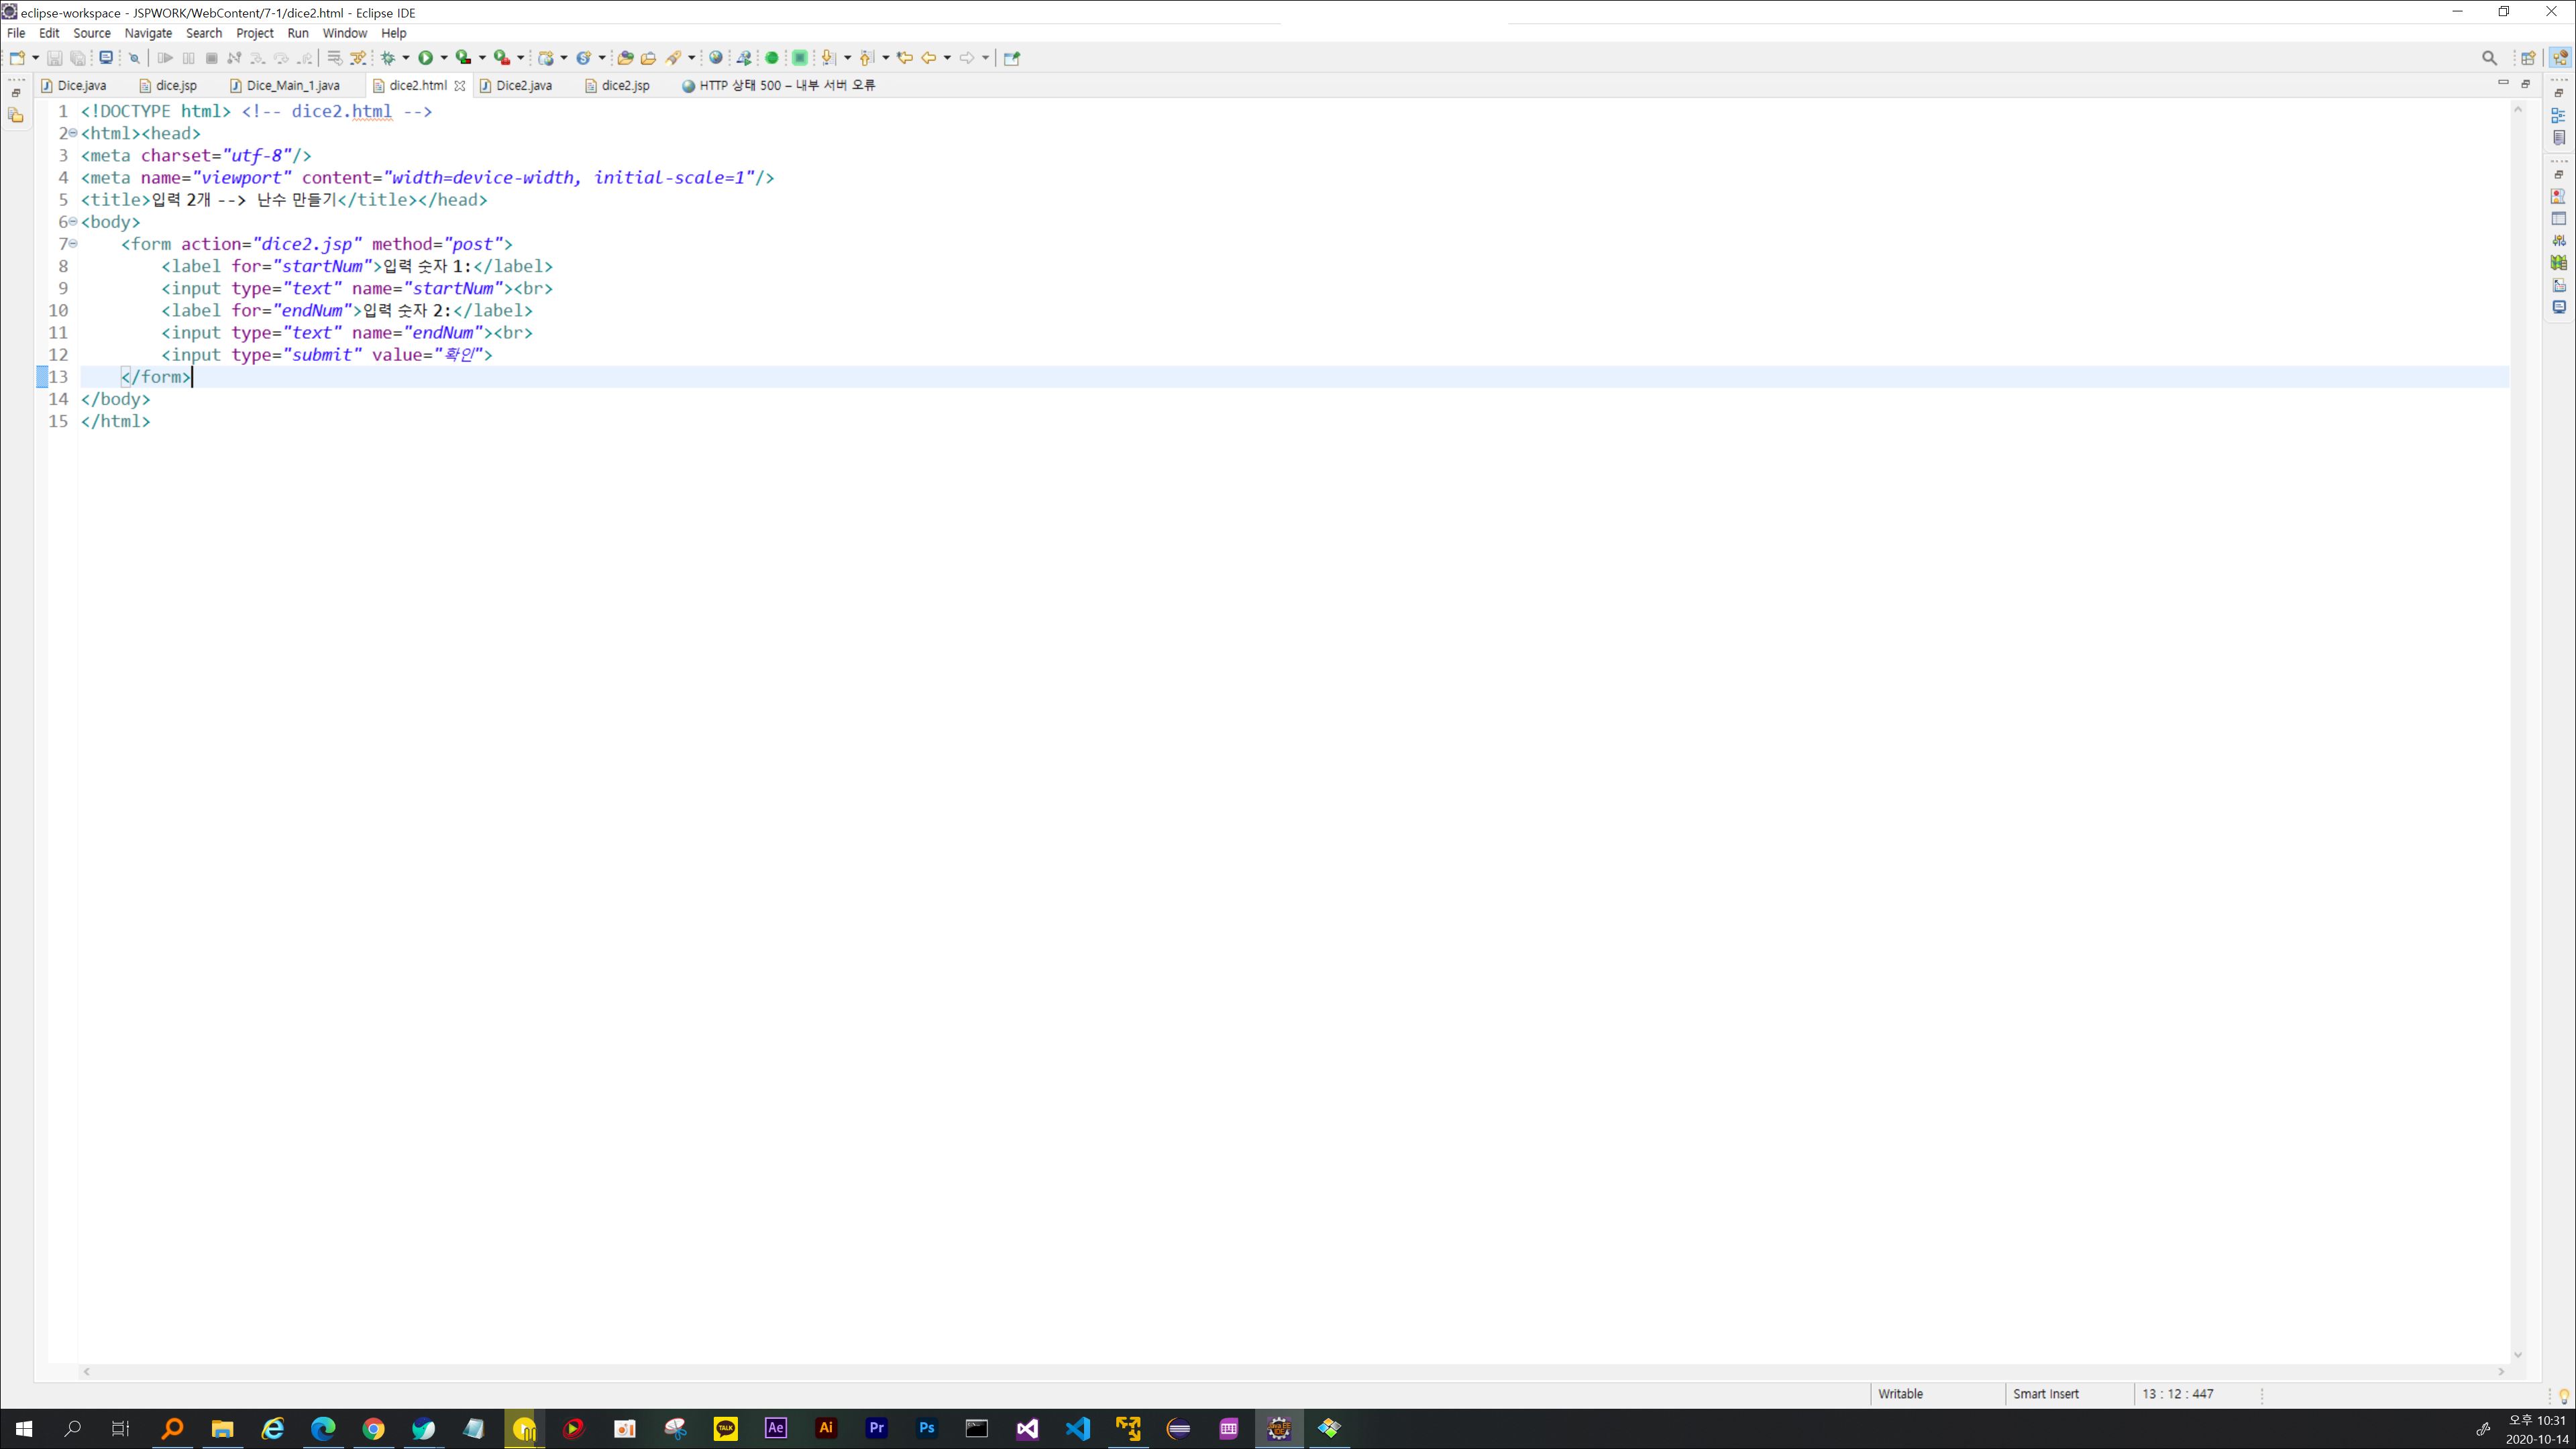 eclipse-workspace - JSPWORK/WebContent/7-1/dice2.html - Eclipse IDE
File Edit Source Navigate Search Project Run Window Help
Dice.java dice.jsp Dice_Main_1.java dice2.html Dice2.java dice2.jsp HTTP 상태 500 – 내부 서버 오류
1 <!DOCTYPE html> <!-- dice2.html -->
2 <html><head>
3 <meta charset="utf-8"/>
4 <meta name="viewport" content="width=device-width, initial-scale=1"/>
5 <title>입력 2개 --> 난수 만들기</title></head>
6 <body>
7 <form action="dice2.jsp" method="post">
8 <label for="startNum">입력 숫자 1:</label>
9 <input type="text" name="startNum"><br>
10 <label for="endNum">입력 숫자 2:</label>
11 <input type="text" name="endNum"><br>
12 <input type="submit" value="확인">
13 </form>
14 </body>
15 </html>
Writable Smart Insert 13 : 12 : 447
TALK Ae Ai Pr Ps
오후 10:31
2020-10-14